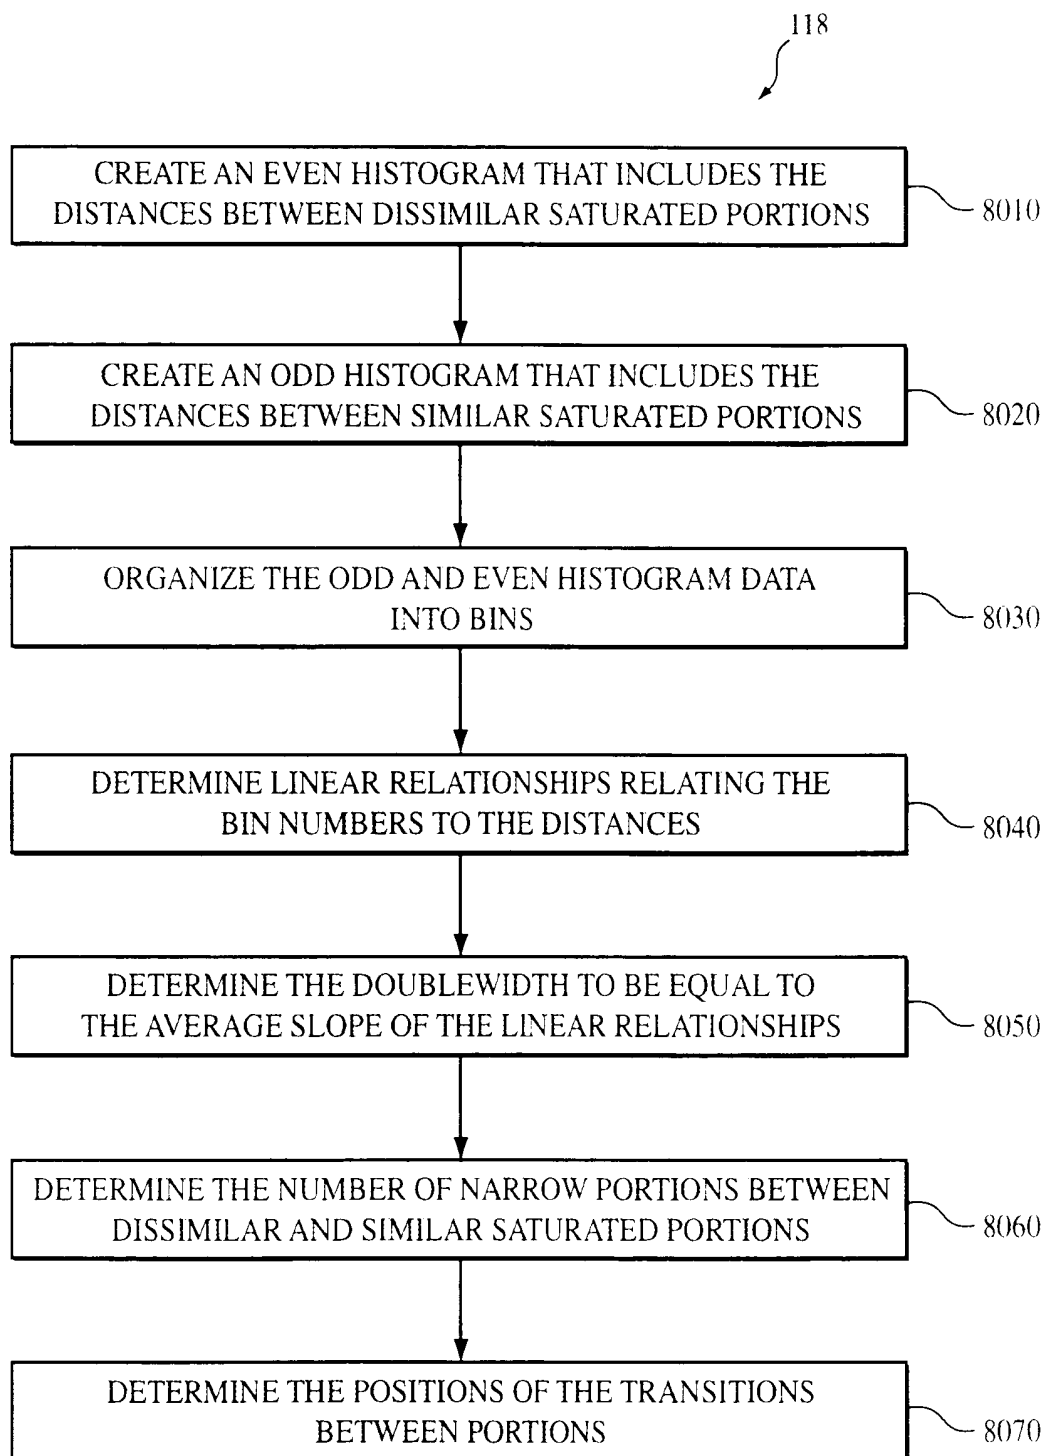 118
CREATE AN EVEN HISTOGRAM THAT INCLUDES THE
DISTANCES BETWEEN DISSIMILAR SATURATED PORTIONS
8010
CREATE AN ODD HISTOGRAM THAT INCLUDES THE
DISTANCES BETWEEN SIMILAR SATURATED PORTIONS
8020
ORGANIZE THE ODD AND EVEN HISTOGRAM DATA
INTO BINS
8030
DETERMINE LINEAR RELATIONSHIPS RELATING THE
BIN NUMBERS TO THE DISTANCES
8040
DETERMINE THE DOUBLEWIDTH TO BE EQUAL TO
THE AVERAGE SLOPE OF THE LINEAR RELATIONSHIPS
8050
DETERMINE THE NUMBER OF NARROW PORTIONS BETWEEN
DISSIMILAR AND SIMILAR SATURATED PORTIONS
8060
DETERMINE THE POSITIONS OF THE TRANSITIONS
BETWEEN PORTIONS
8070